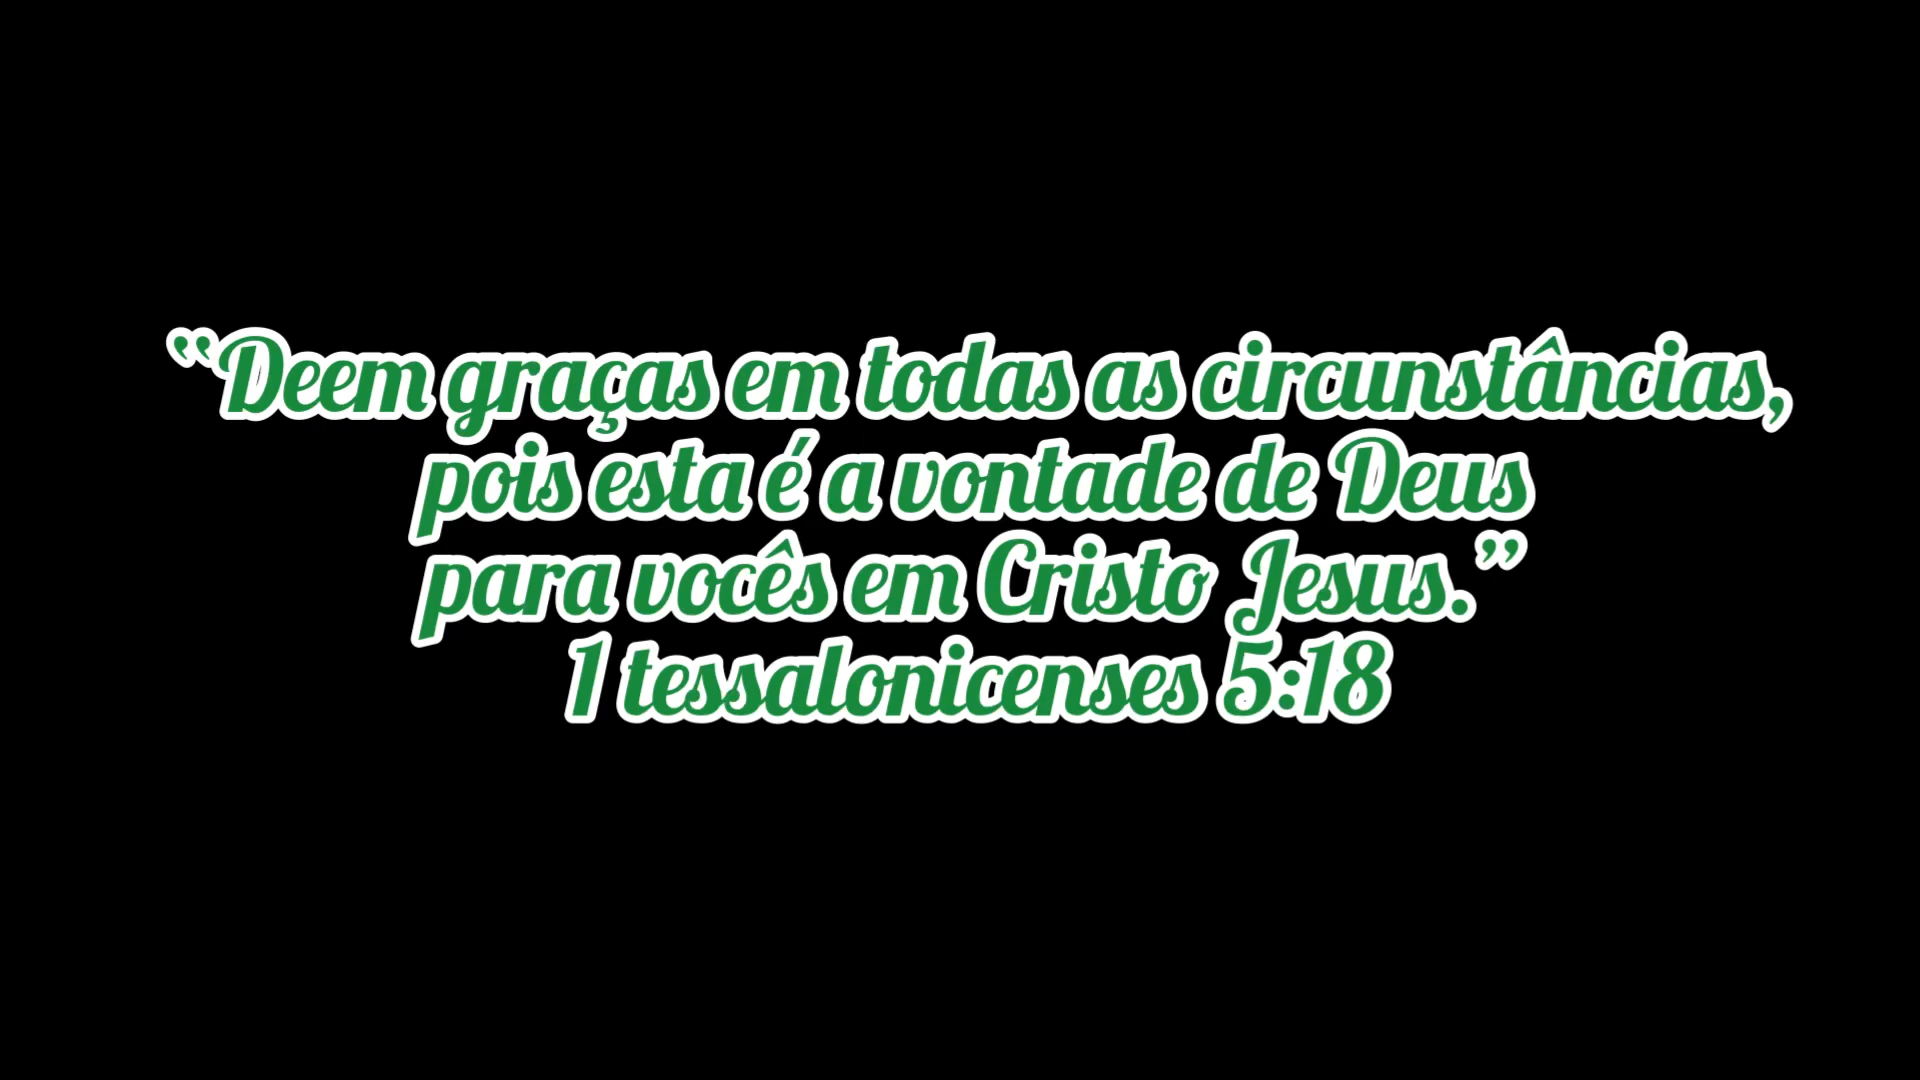 “Deem graças em todas as circunstâncias,
pois esta é a vontade de Deus
para vocês em Cristo Jesus.”
1 tessalonicenses 5:18